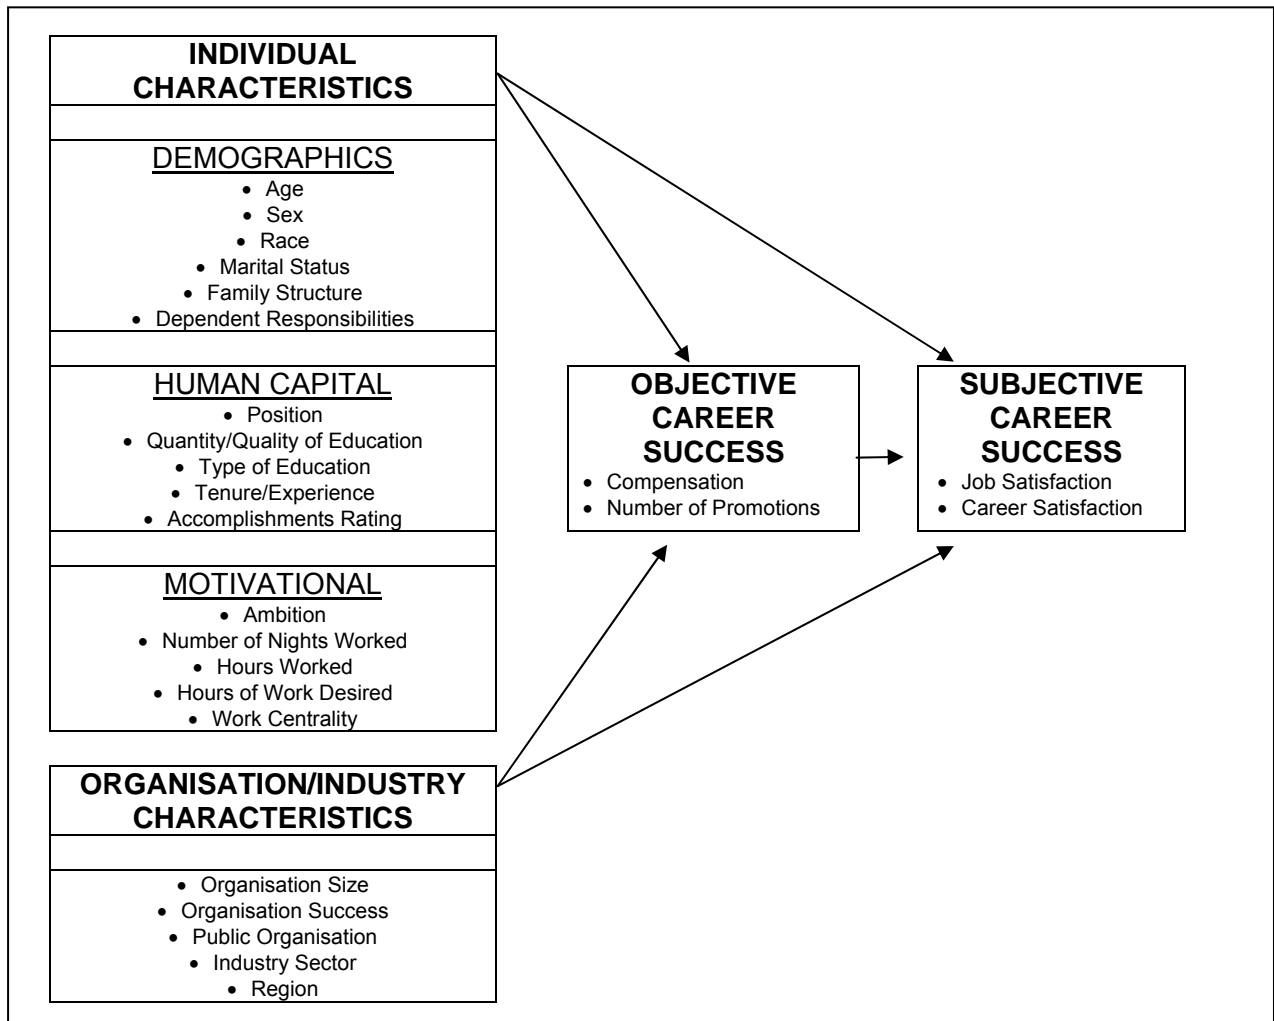 INDIVIDUAL
CHARACTERISTICS
DEMOGRAPHICS
• Age
• Sex
• Race
• Marital Status
• Family Structure
• Dependent Responsibilities
HUMAN CAPITAL
• Position
• Quantity/Quality of Education
• Type of Education
• Tenure/Experience
• Accomplishments Rating
MOTIVATIONAL
• Ambition
• Number of Nights Worked
• Hours Worked
• Hours of Work Desired
• Work Centrality
ORGANISATION/INDUSTRY
CHARACTERISTICS
• Organisation Size
• Organisation Success
• Public Organisation
• Industry Sector
• Region
OBJECTIVE
CAREER
SUCCESS
• Compensation
• Number of Promotions
SUBJECTIVE
CAREER
SUCCESS
• Job Satisfaction
• Career Satisfaction